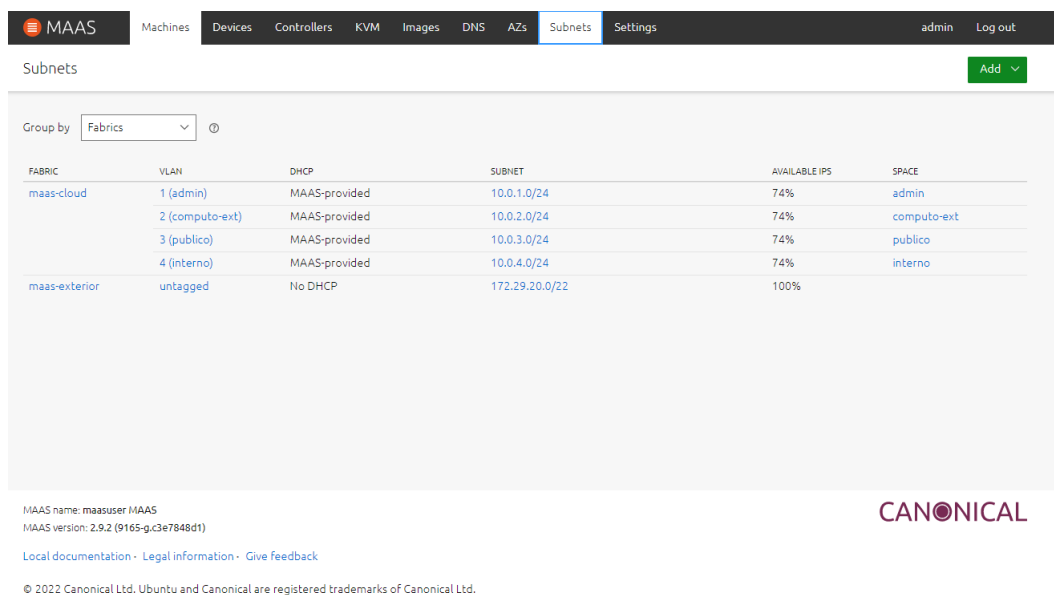 MAAS Machines Devices Controllers KVM Images DNS AZs Subnets Settings admin Log out
Subnets Add
Group by Fabrics
FABRIC VLAN DHCP SUBNET AVAILABLE IPS SPACE
maas-cloud 1 (admin) MAAS-provided 10.0.1.0/24 74% admin
2 (computo-ext) MAAS-provided 10.0.2.0/24 74% computo-ext
3 (publico) MAAS-provided 10.0.3.0/24 74% publico
4 (interno) MAAS-provided 10.0.4.0/24 74% interno
maas-exterior untagged No DHCP 172.29.20.0/22 100%
MAAS name: maasuser MAAS
CANONICAL
MAAS version: 2.9.2 (9165-g.c3e7848d1)
Local documentation · Legal information · Give feedback
© 2022 Canonical Ltd. Ubuntu and Canonical are registered trademarks of Canonical Ltd.